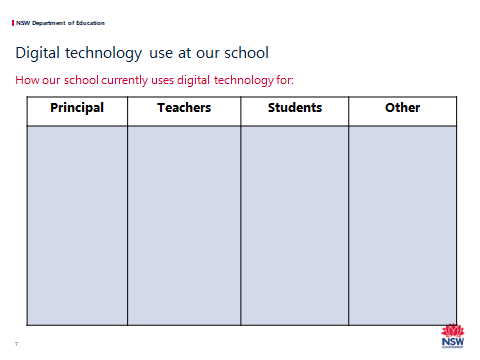 NSW Department of Education
Digital technology use at our school
How our school currently uses digital technology for:
Principal Teachers Students Other
7
NSW